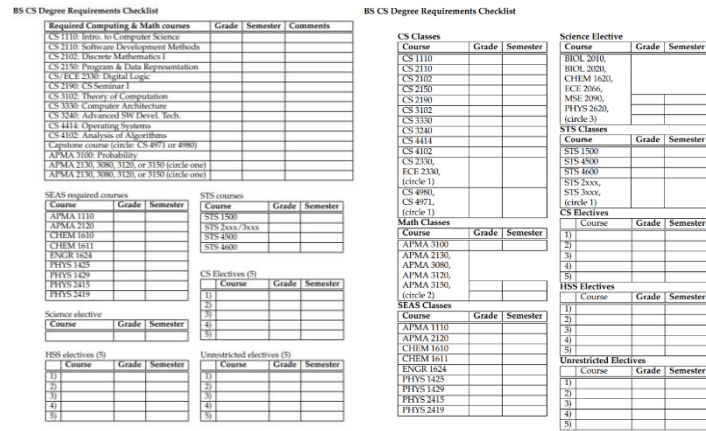 BS CS Degree Requirements Checklist
Required Computing & Math courses Grade Semester Comments
CS 1110: Intro. to Computer Science
CS 2110: Software Development Methods
CS 2102: Discrete Mathematics I
CS 2150: Program & Data Representation
CS/ECE 2330: Digital Logic
CS 2190: CS Seminar I
CS 3102: Theory of Computation
CS 3330: Computer Architecture
CS 3240: Advanced SW Devel. Tech.
CS 4414: Operating Systems
CS 4102: Analysis of Algorithms
Capstone course (circle: CS 4971 or 4980)
APMA 3100: Probability
APMA 2130, 3080, 3120, or 3150 (circle one)
APMA 2130, 3080, 3120, or 3150 (circle one)
SEAS required courses
Course Grade Semester
APMA 1110
APMA 2120
CHEM 1610
CHEM 1611
ENGR 1624
PHYS 1425
PHYS 1429
PHYS 2415
PHYS 2419
Science elective
Course Grade Semester
HSS electives (5)
Course Grade Semester
1)
2)
3)
4)
5)
STS courses
Course Grade Semester
STS 1500
STS 2xxx/3xxx
STS 4500
STS 4600
CS Electives (5)
Course Grade Semester
1)
2)
3)
4)
5)
Unrestricted electives (5)
Course Grade Semester
1)
2)
3)
4)
5)
BS CS Degree Requirements Checklist
CS Classes
Course Grade Semester
CS 1110
CS 2110
CS 2102
CS 2150
CS 2190
CS 3102
CS 3330
CS 3240
CS 4414
CS 4102
CS 2330,
ECE 2330,
(circle 1)
CS 4980,
CS 4971,
(circle 1)
Math Classes
Course Grade Semester
APMA 3100
APMA 2130,
APMA 3080,
APMA 3120,
APMA 3150,
(circle 2)
SEAS Classes
Course Grade Semester
APMA 1110
APMA 2120
CHEM 1610
CHEM 1611
ENGR 1624
PHYS 1425
PHYS 1429
PHYS 2415
PHYS 2419
Science Elective
Course Grade Semester
BIOL 2010,
BIOL 2020,
CHEM 1620,
ECE 2066,
MSE 2090,
PHYS 2620,
(circle 3)
STS Classes
Course Grade Semester
STS 1500
STS 4500
STS 4600
STS 2xxx,
STS 3xxx,
(circle 1)
CS Electives
Course Grade Semester
1)
2)
3)
4)
5)
HSS Electives
Course Grade Semester
1)
2)
3)
4)
5)
Unrestricted Electives
Course Grade Semester
1)
2)
3)
4)
5)